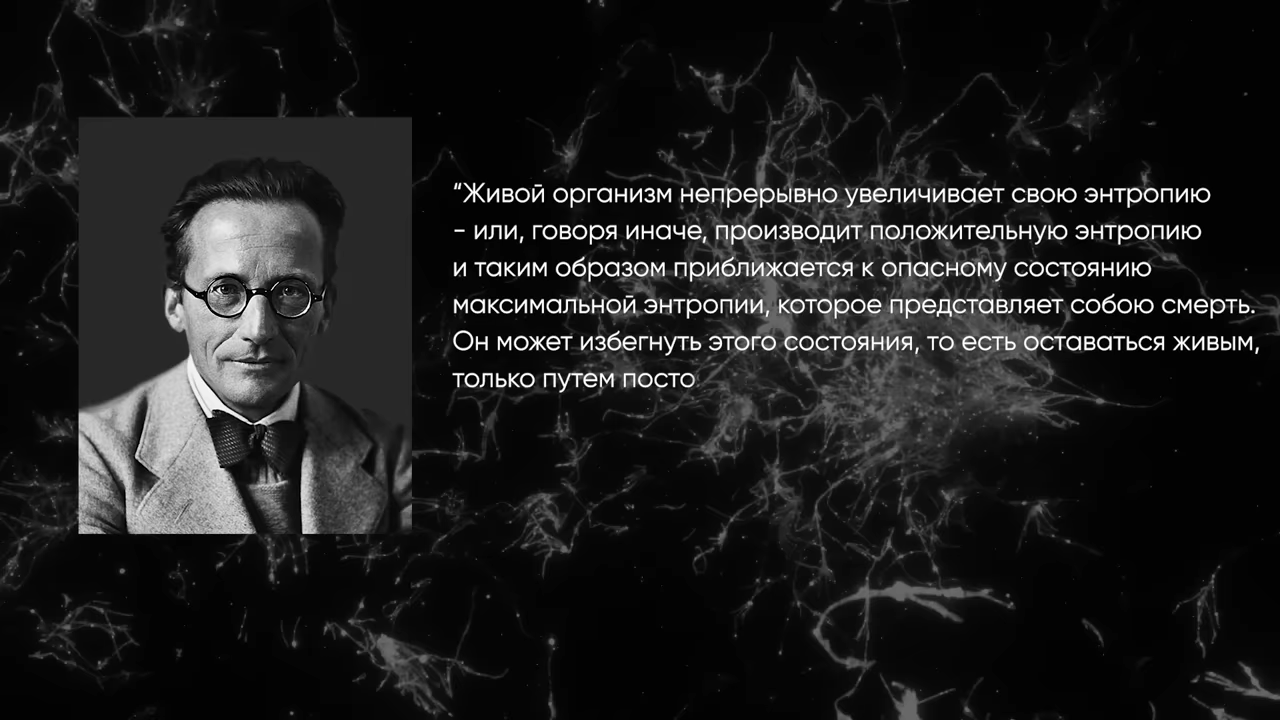 “Живой организм непрерывно увеличивает свою энтропию
- или, говоря иначе, производит положительную энтропию
и таким образом приближается к опасному состоянию
максимальной энтропии, которое представляет собою смерть.
Он может избегнуть этого состояния, то есть оставаться живым,
только путем посто